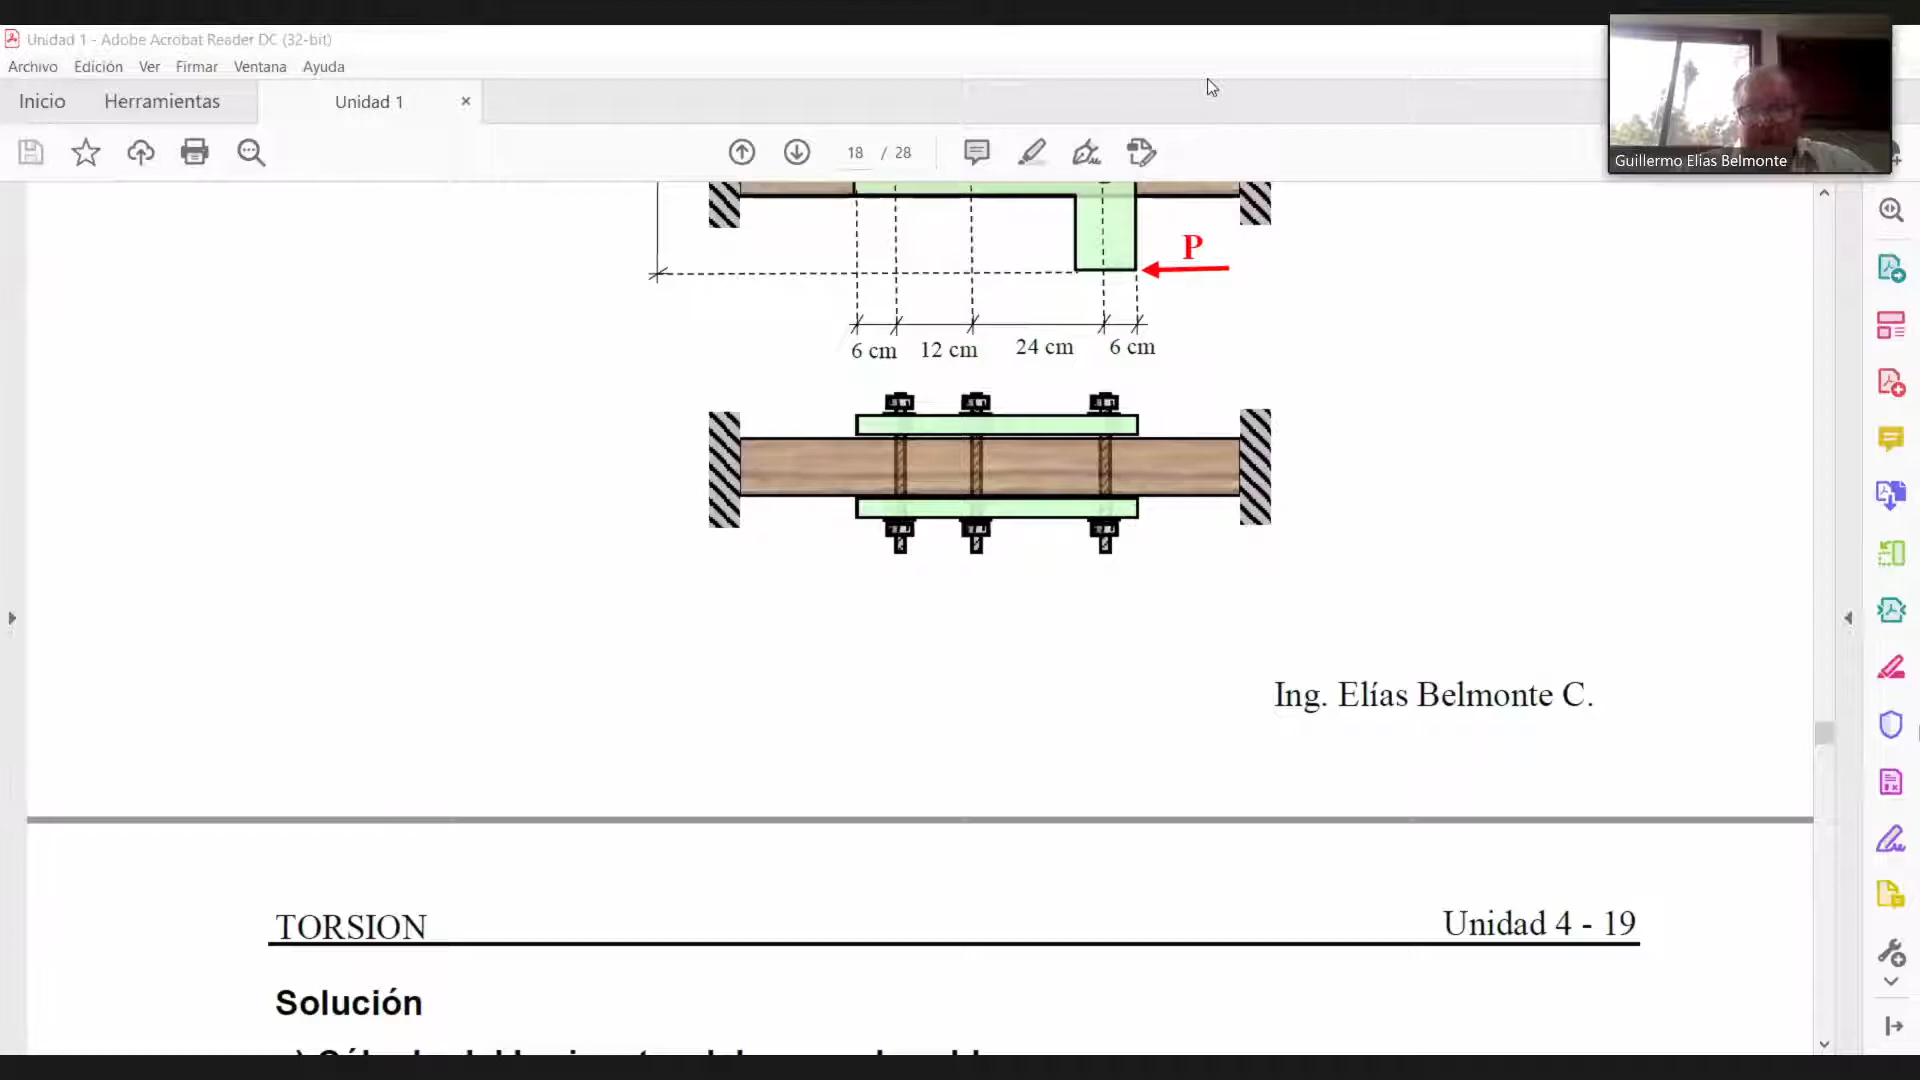 Unidad 1 - Adobe Acrobat Reader DC (32-bit)
Archivo Edición Ver Firmar Ventana Ayuda
Inicio Herramientas Unidad 1 ×
18 / 28
Guillermo Elías Belmonte
P
6 cm 12 cm 24 cm 6 cm
Ing. Elías Belmonte C.
TORSION Unidad 4 - 19
Solución